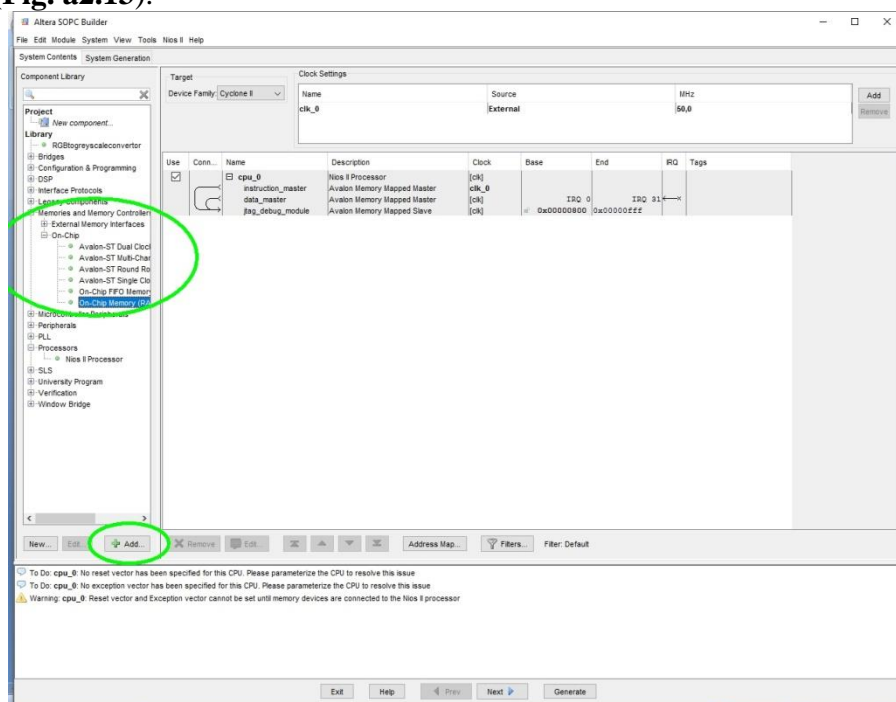 (Fig. a2.13).
Altera SOPC Builder
File Edit Module System View Tools Nios II Help
System Contents System Generation
Component Library
Project
New component...
Library
RGBtogreyscaleconvertor
Bridges
Configuration & Programming
DSP
Interface Protocols
Legacy Components
Memories and Memory Controllers
External Memory Interfaces
On-Chip
Avalon-ST Dual Cloc
Avalon-ST Multi-Char
Avalon-ST Round Ro
Avalon-ST Single Clo
On-Chip FIFO Memor
On-Chip Memory (RA
Microcontroller Peripherals
Peripherals
PLL
Processors
Nios II Processor
SLS
University Program
Verification
Window Bridge
New... Edit... Add...
Target
Device Family: Cyclone II
Clock Settings
Name Source MHz
clk_0 External 50,0
Add
Remove
Use Conn... Name Description Clock Base End IRQ Tags
cpu_0 Nios II Processor [clk]
instruction_master Avalon Memory Mapped Master clk_0
data_master Avalon Memory Mapped Master [clk] IRQ 0 IRQ 31
jtag_debug_module Avalon Memory Mapped Slave [clk] 0x00000800 0x00000fff
Remove Edit... Address Map... Filters... Filter: Default
To Do: cpu_0: No reset vector has been specified for this CPU. Please parameterize the CPU to resolve this issue
To Do: cpu_0: No exception vector has been specified for this CPU. Please parameterize the CPU to resolve this issue
Warning: cpu_0: Reset vector and Exception vector cannot be set until memory devices are connected to the Nios II processor
Exit Help Prev Next Generate